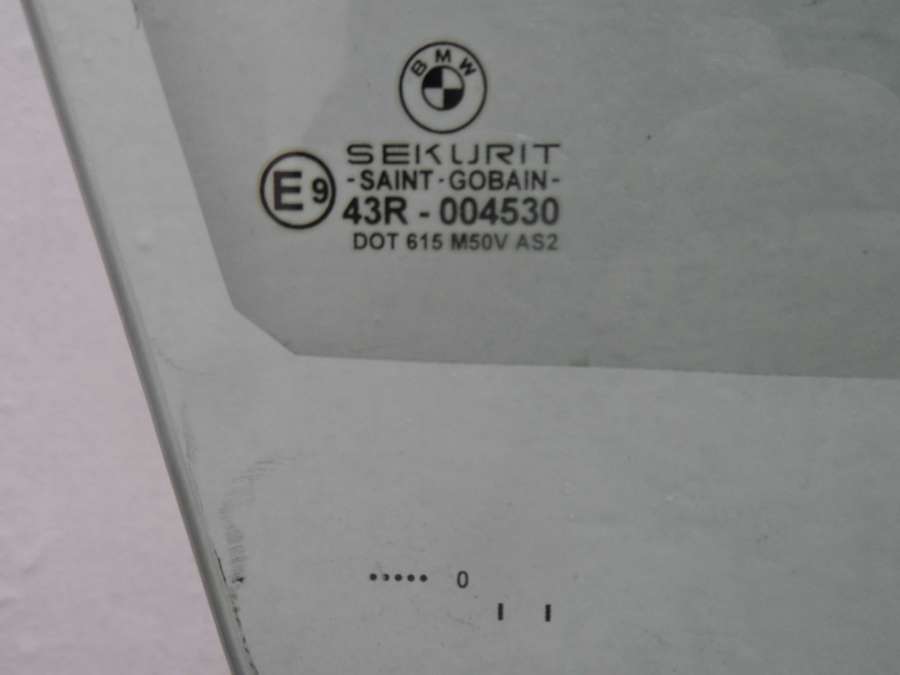 BMW
SEKURIT
- SAINT - GOBAIN -
E9
43R - 004530
DOT 615 M50V AS2
••••• 0